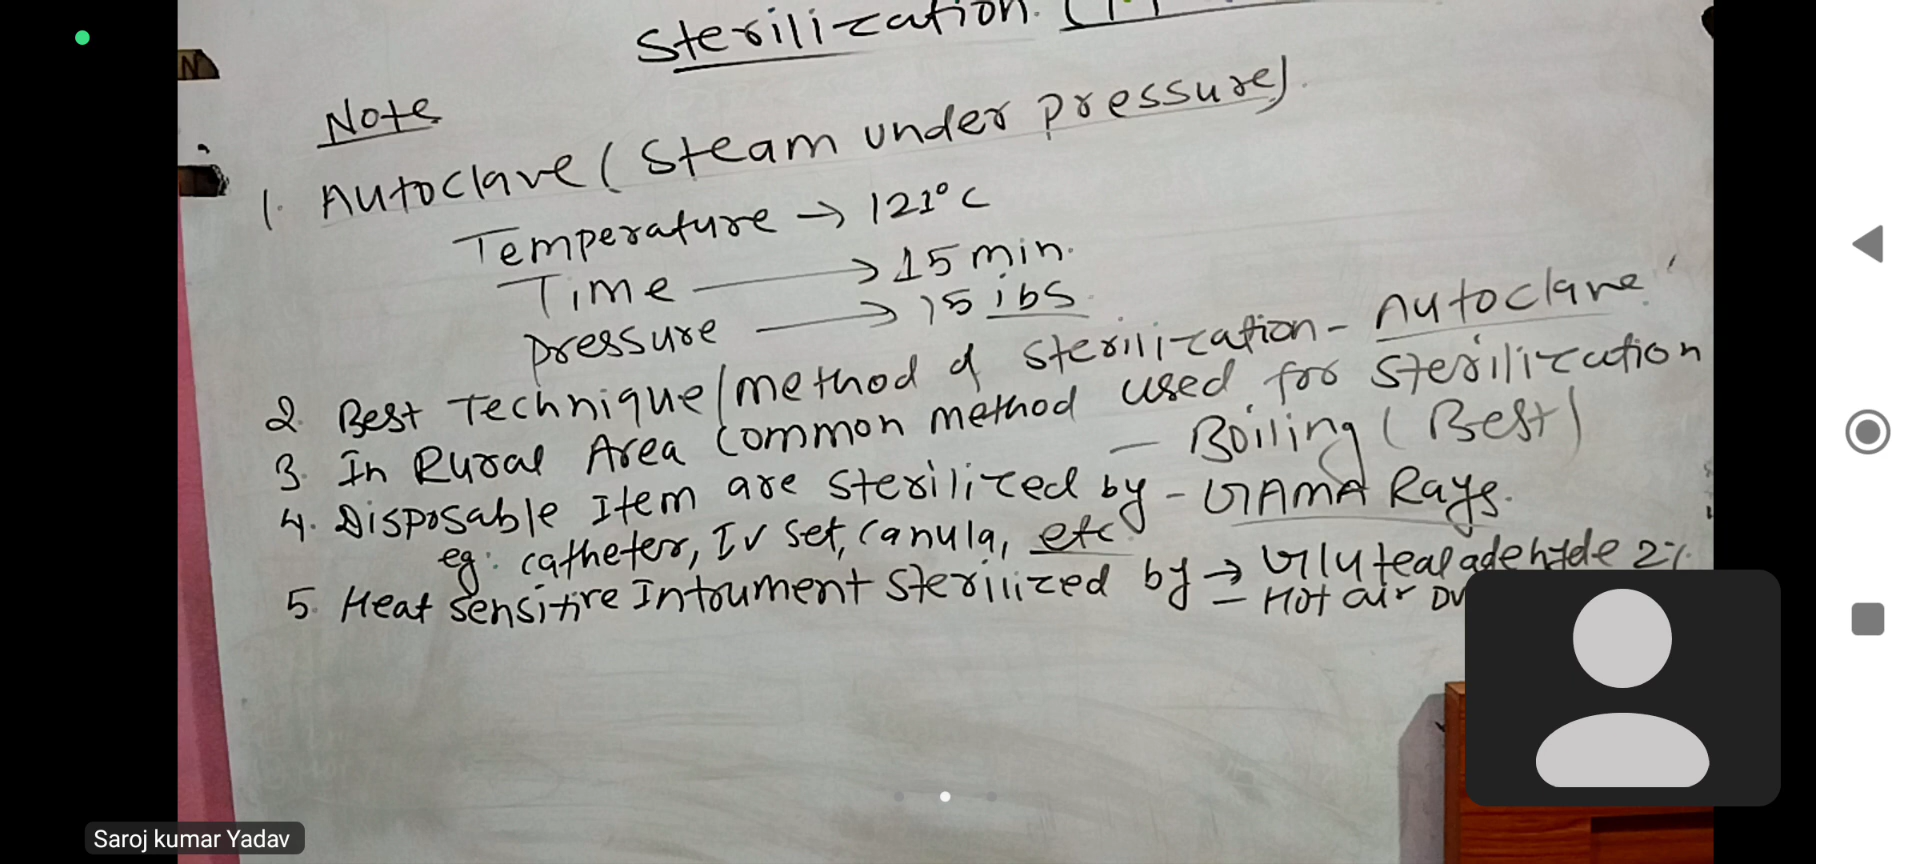 Sterilization.
Note
1. Autoclave (Steam under pressure).
Temperature → 121°C
Time → 15 min.
pressure → 15 ibs
2. Best Technique/method of sterilization - Autoclave
3. In Rural Area Common method used for sterilization
- Boiling (Best)
4. Disposable Item are sterilized by - GAMA Rays.
eg: catheter, IV set, canula, etc
5. Heat sensitive Intrument sterilized by → Glutealadehyde 2%
- Hot air
Saroj kumar Yadav